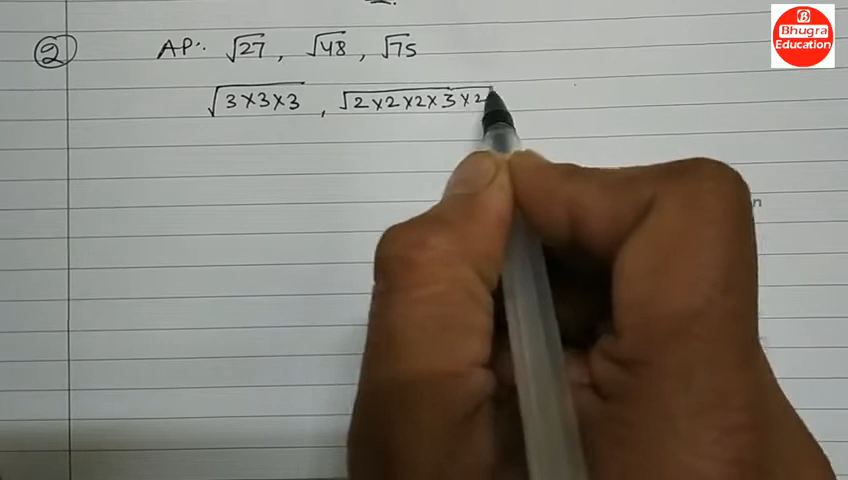 B
Bhugra
Education
② AP:. √27, √48, √75
√3×3×3, √2×2×2×3×2